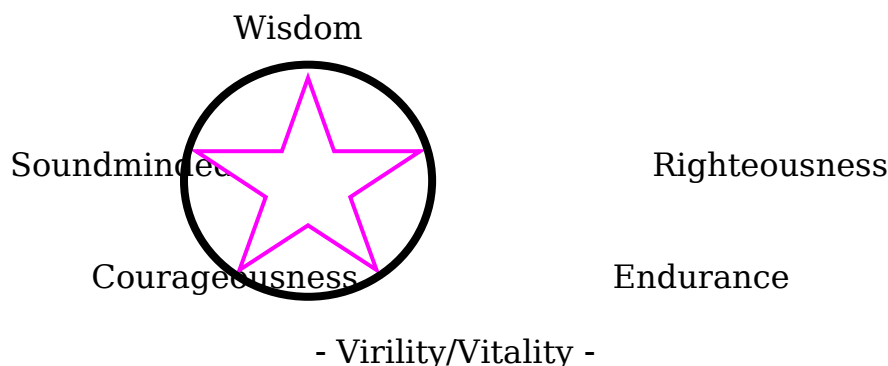 Wisdom
Soundminded Righteousness
Courageousness Endurance
- Virility/Vitality -